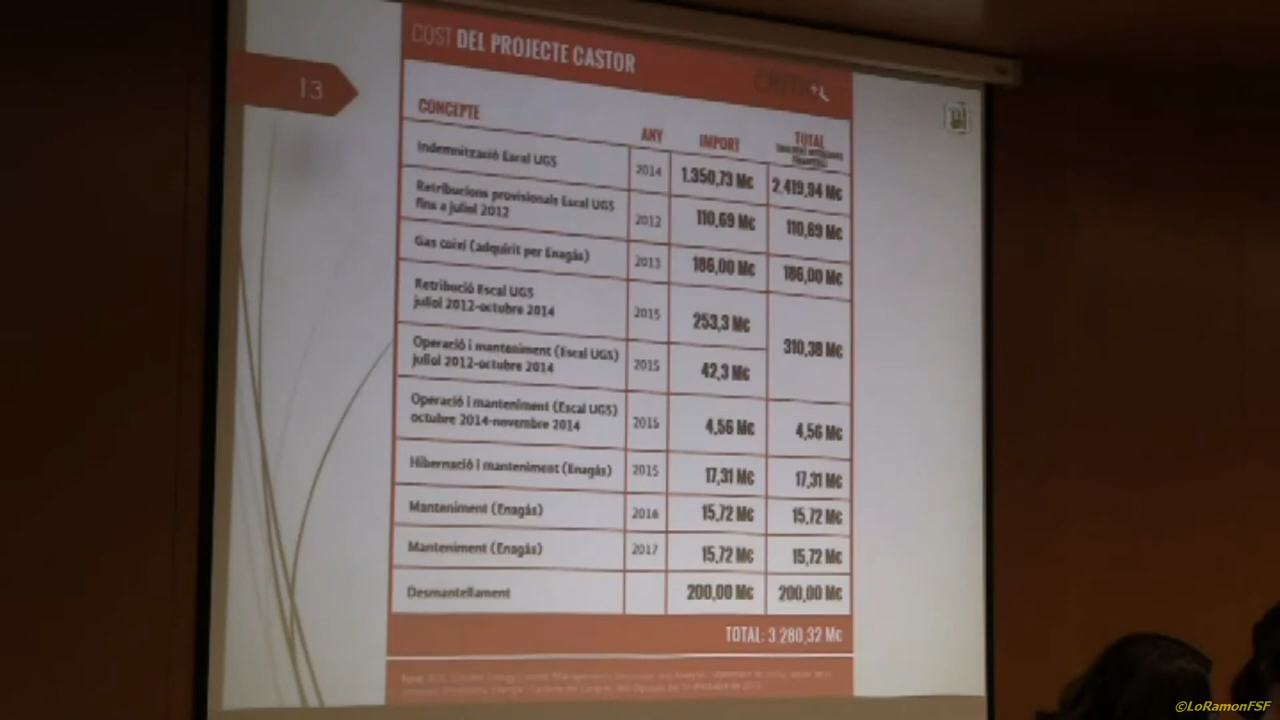 COST DEL PROJECTE CASTOR
13
CONCEPTE ANY IMPORT TOTAL
Indemnització Escal UGS 2014 1.350,73 M€ 2.419,94 M€
Retribucions provisionals Escal UGS
fins a juliol 2012 2012 110,69 M€ 110,69 M€
Gas coixí (adquirit per Enagás) 2013 186,00 M€ 186,00 M€
Retribució Escal UGS
juliol 2012-octubre 2014 2015 253,3 M€ 310,38 M€
Operació i manteniment (Escal UGS)
juliol 2012-octubre 2014 2015 42,3 M€
Operació i manteniment (Escal UGS)
octubre 2014-novembre 2014 2015 4,56 M€ 4,56 M€
Hibernació i manteniment (Enagás) 2015 17,31 M€ 17,31 M€
Manteniment (Enagás) 2016 15,72 M€ 15,72 M€
Manteniment (Enagás) 2017 15,72 M€ 15,72 M€
Desmantellament 200,00 M€ 200,00 M€
TOTAL: 3.280,32 M€
©LoRamonFSF